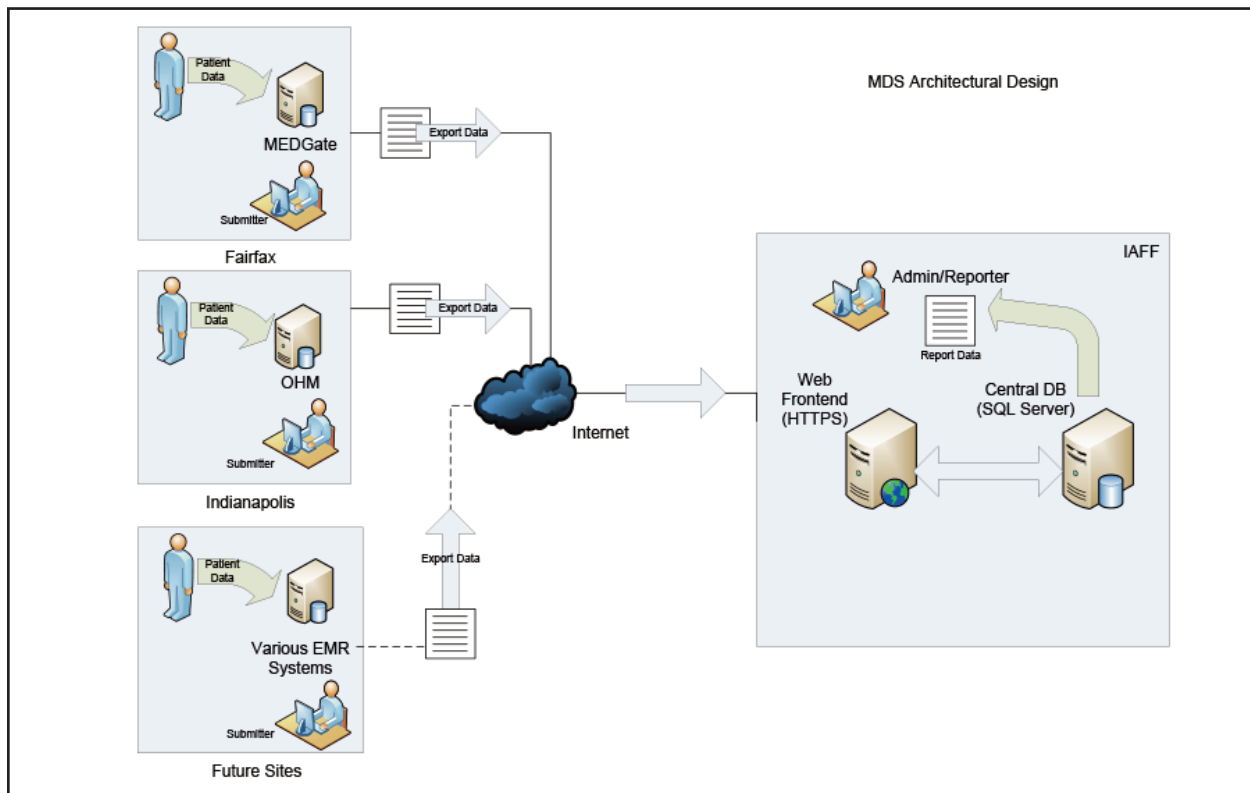 MDS Architectural Design
Patient
Data
MEDGate
Submitter
Fairfax
Export Data
Patient
Data
OHM
Submitter
Indianapolis
Export Data
Patient
Data
Various EMR
Systems
Submitter
Future Sites
Export Data
Internet
IAFF
Admin/Reporter
Report Data
Web
Frontend
(HTTPS)
Central DB
(SQL Server)